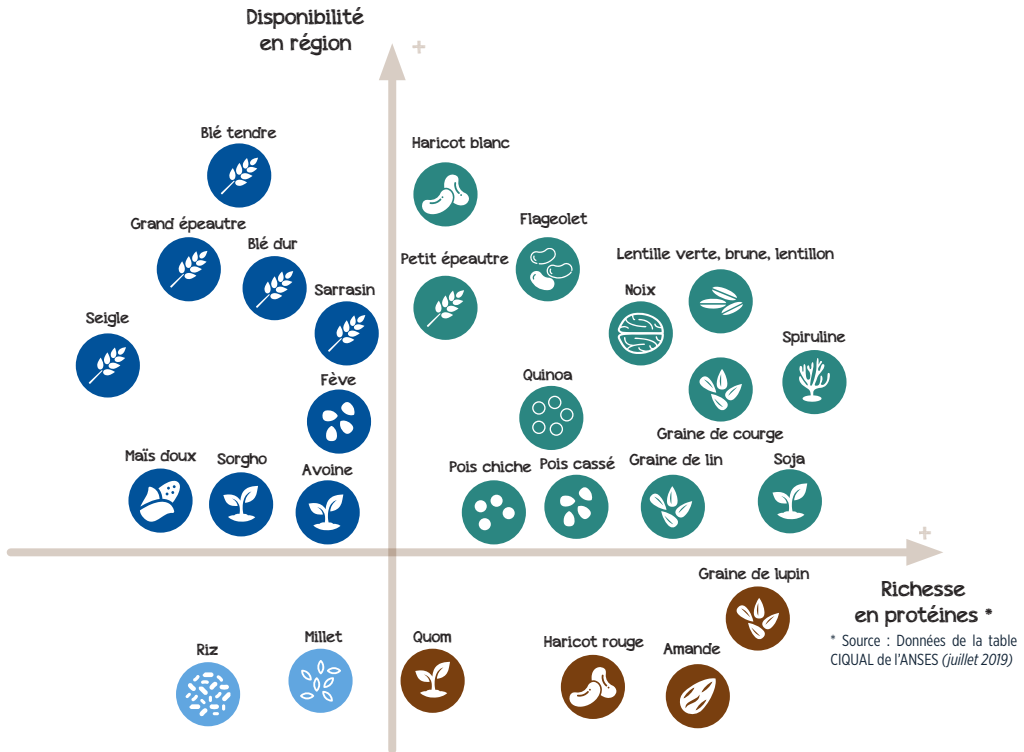 Disponibilité
en région
+
Blé tendre
Haricot blanc
Grand épeautre
Flageolet
Blé dur
Petit épeautre
Lentille verte, brune, lentillon
Sarrasin
Noix
Seigle
Spiruline
Fève
Quinoa
Graine de courge
Maïs doux
Sorgho
Avoine
Pois chiche
Pois cassé
Graine de lin
Soja
+
Graine de lupin
Richesse
en protéines *
* Source : Données de la table
CIQUAL de l'ANSES (juillet 2019)
Riz
Millet
Quom
Haricot rouge
Amande